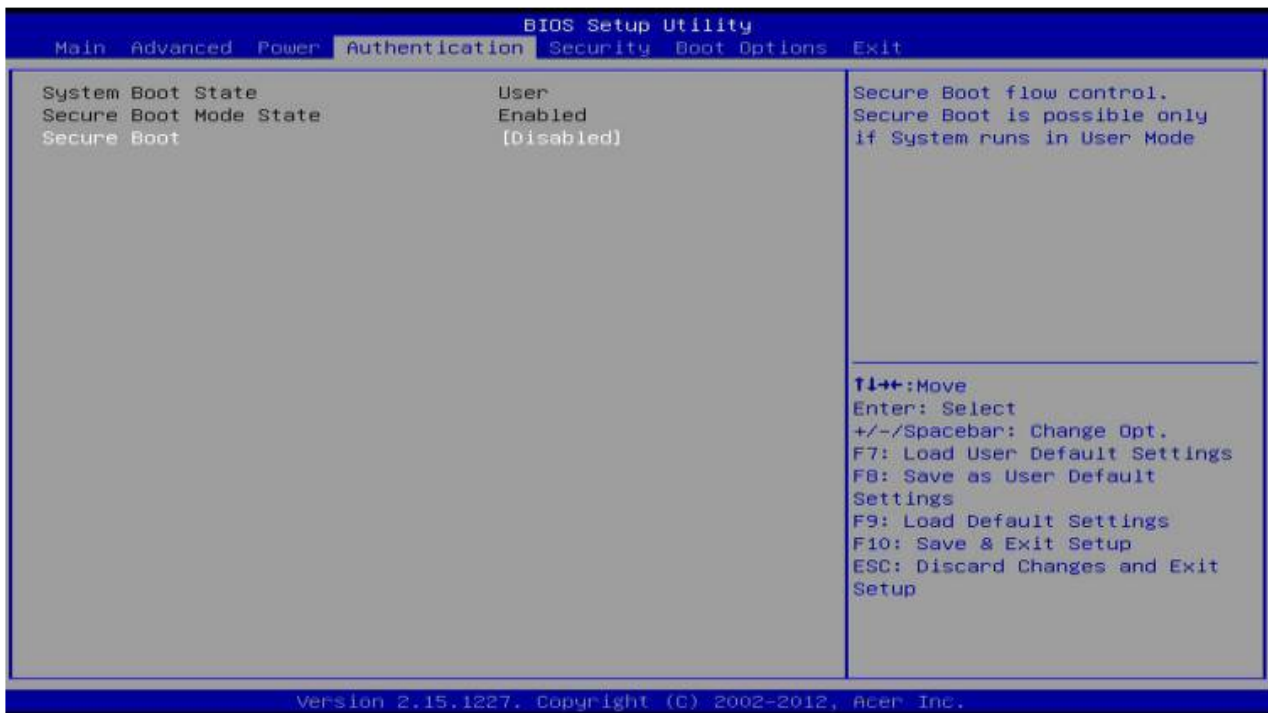 BIOS Setup Utility
Main Advanced Power Authentication Security Boot Options Exit
System Boot State User
Secure Boot Mode State Enabled
Secure Boot [Disabled]
Secure Boot flow control.
Secure Boot is possible only
if System runs in User Mode
↑↓→←:Move
Enter: Select
+/-/Spacebar: Change Opt.
F7: Load User Default Settings
F8: Save as User Default
Settings
F9: Load Default Settings
F10: Save & Exit Setup
ESC: Discard Changes and Exit
Setup
Version 2.15.1227. Copyright (C) 2002-2012, Acer Inc.